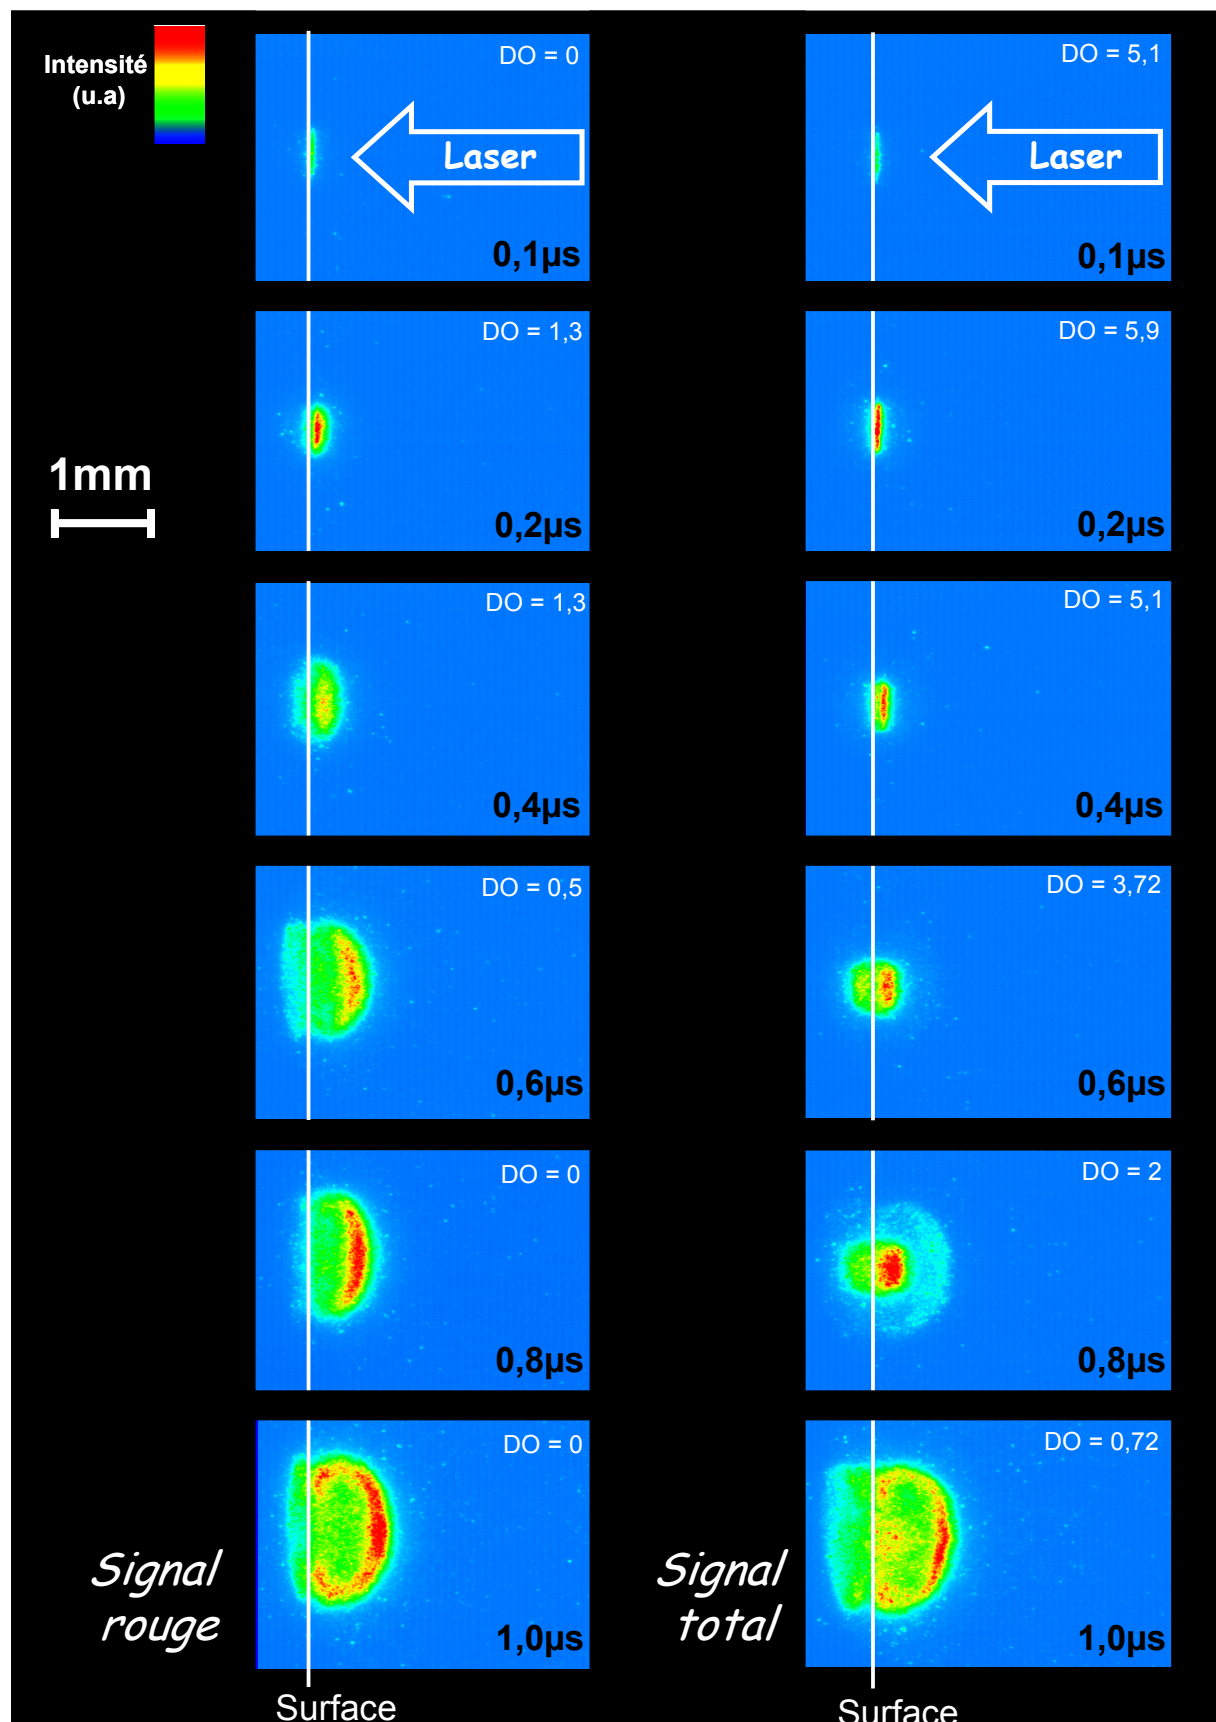 Intensité
(u.a)
DO = 0
Laser
0,1µs
DO = 5,1
Laser
0,1µs
DO = 1,3
0,2µs
DO = 5,9
0,2µs
1mm
DO = 1,3
0,4µs
DO = 5,1
0,4µs
DO = 0,5
0,6µs
DO = 3,72
0,6µs
DO = 0
0,8µs
DO = 2
0,8µs
DO = 0
1,0µs
DO = 0,72
1,0µs
Signal
rouge
Signal
total
Surface
Surface